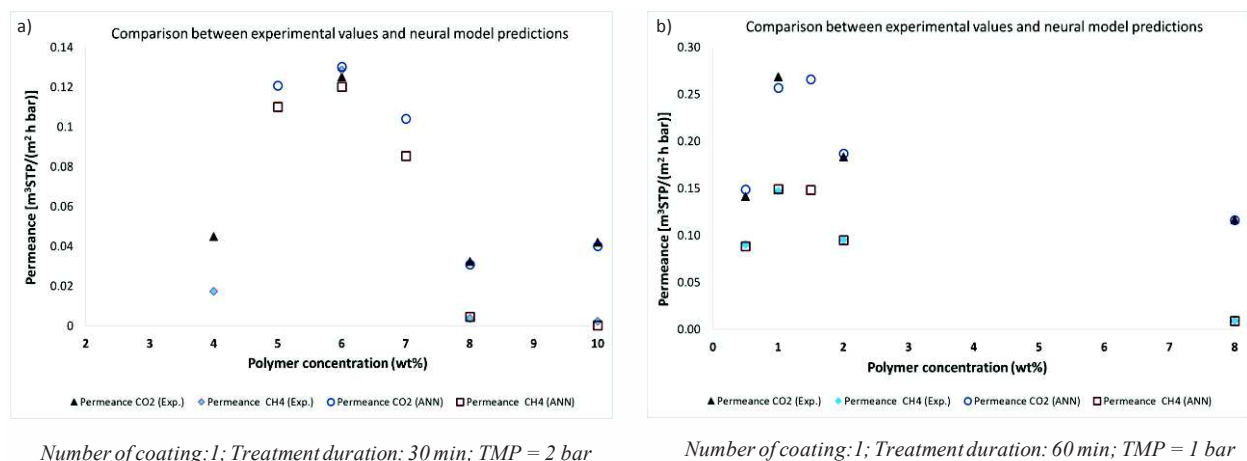 a)
Comparison between experimental values and neural model predictions
Permeance [m³STP/(m² h bar)]
0.14
0.12
0.1
0.08
0.06
0.04
0.02
0
2 3 4 5 6 7 8 9 10
Polymer concentration (wt%)
Permeance CO2 (Exp.) Permeance CH4 (Exp.) Permeance CO2 (ANN) Permeance CH4 (ANN)
Number of coating:1; Treatment duration: 30 min; TMP = 2 bar
b)
Comparison between experimental values and neural model predictions
Permeance [m³STP/(m² h bar)]
0.30
0.25
0.20
0.15
0.10
0.05
0.00
0 1 2 3 4 5 6 7 8
Polymer concentration (wt%)
Permeance CO2 (Exp.) Permeance CH4 (Exp.) Permeance CO2 (ANN) Permeance CH4 (ANN)
Number of coating:1; Treatment duration: 60 min; TMP = 1 bar